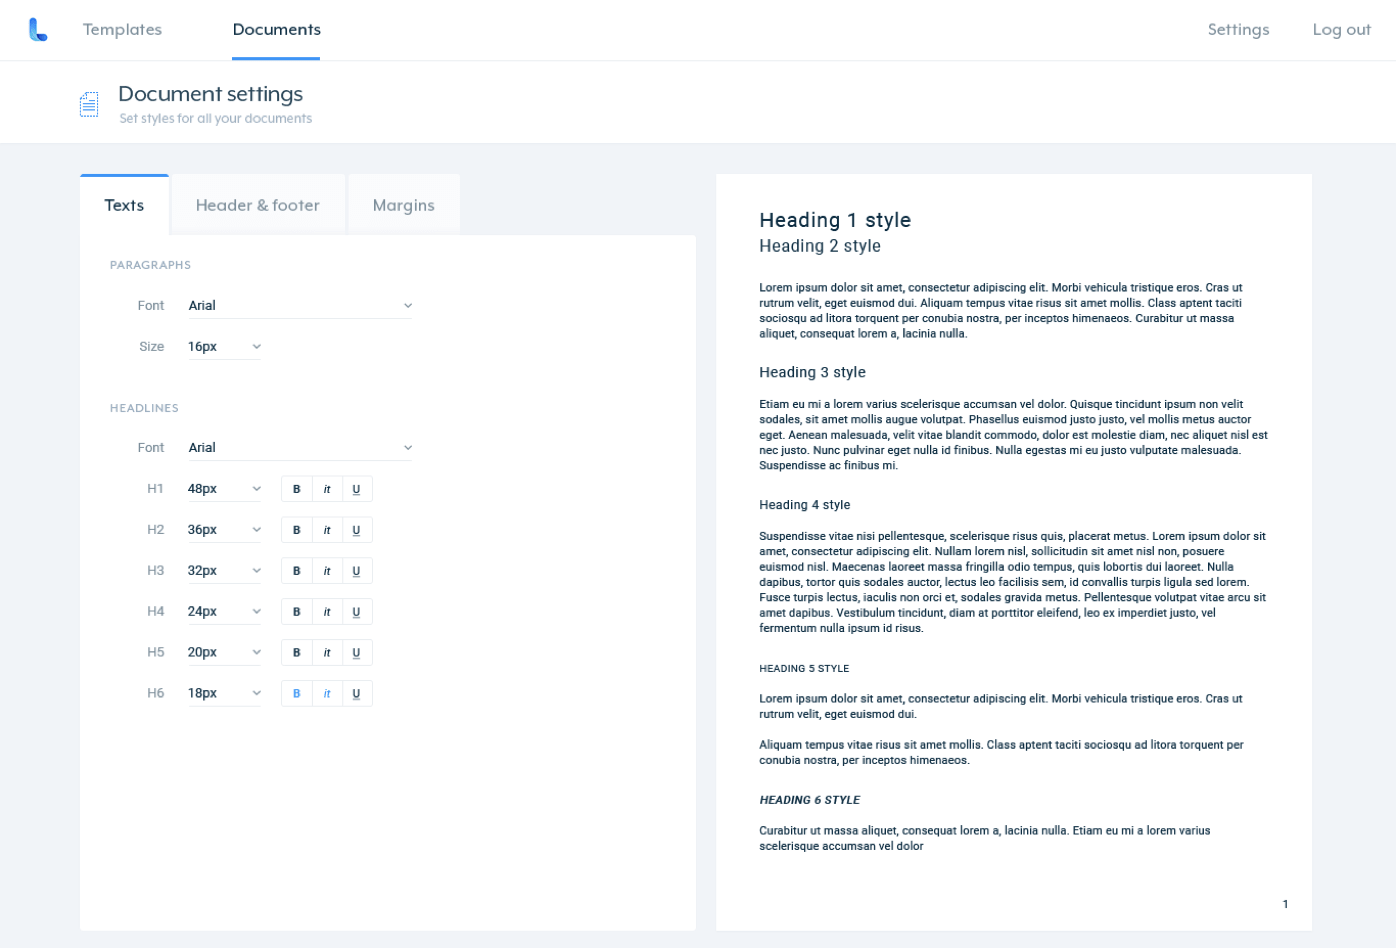 Templates
Documents
Settings
Log out
Document settings
Set styles for all your documents
Texts
Header & footer
Margins
PARAGRAPHS
Font Arial
Size 16px
HEADLINES
Font Arial
H1 48px B it U
H2 36px B it U
H3 32px B it U
H4 24px B it U
H5 20px B it U
H6 18px B it U
Heading 1 style
Heading 2 style
Lorem ipsum dolor sit amet, consectetur adipiscing elit. Morbi vehicula tristique eros. Cras ut
rutrum velit, eget euismod dui. Aliquam tempus vitae risus sit amet mollis. Class aptent taciti
sociosqu ad litora torquent per conubia nostra, per inceptos himenaeos. Curabitur ut massa
aliquet, consequat lorem a, lacinia nulla.
Heading 3 style
Etiam eu mi a lorem varius scelerisque accumsan vel dolor. Quisque tincidunt ipsum non velit
sodales, sit amet mollis augue volutpat. Phasellus euismod justo justo, vel mollis metus auctor
eget. Aenean malesuada, velit vitae blandit commodo, dolor est molestie diam, nec aliquet nisl est
nec justo. Nunc pulvinar eget nulla id finibus. Nulla egestas mi eu justo vulputate malesuada.
Suspendisse ac finibus mi.
Heading 4 style
Suspendisse vitae nisi pellentesque, scelerisque risus quis, placerat metus. Lorem ipsum dolor sit
amet, consectetur adipiscing elit. Nullam lorem nisl, sollicitudin sit amet nisl non, posuere
euismod nisl. Maecenas laoreet massa fringilla odio tempus, quis lobortis dui laoreet. Nulla
dapibus, tortor quis sodales auctor, lectus leo facilisis sem, id convallis turpis ligula sed lorem.
Fusce turpis lectus, iaculis non orci et, sodales gravida metus. Pellentesque volutpat vitae arcu sit
amet dapibus. Vestibulum tincidunt, diam at porttitor eleifend, leo ex imperdiet justo, vel
fermentum nulla ipsum id risus.
HEADING 5 STYLE
Lorem ipsum dolor sit amet, consectetur adipiscing elit. Morbi vehicula tristique eros. Cras ut
rutrum velit, eget euismod dui.
Aliquam tempus vitae risus sit amet mollis. Class aptent taciti sociosqu ad litora torquent per
conubia nostra, per inceptos himenaeos.
HEADING 6 STYLE
Curabitur ut massa aliquet, consequat lorem a, lacinia nulla. Etiam eu mi a lorem varius
scelerisque accumsan vel dolor
1